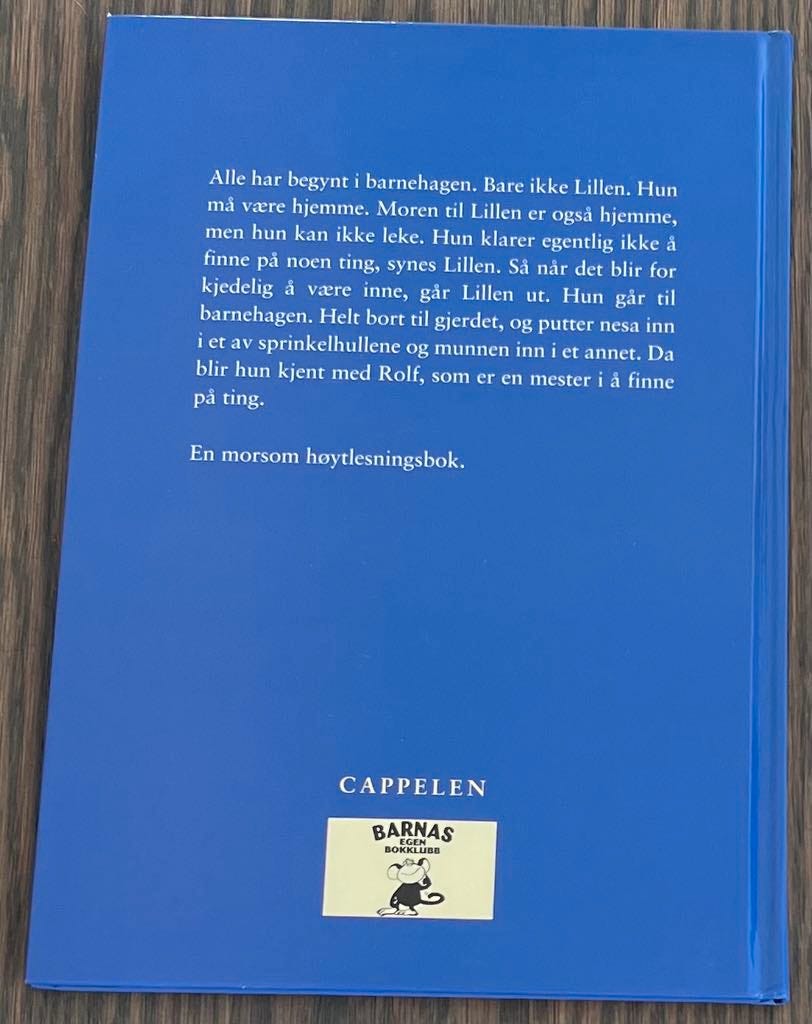 Alle har begynt i barnehagen. Bare ikke Lillen. Hun
må være hjemme. Moren til Lillen er også hjemme,
men hun kan ikke leke. Hun klarer egentlig ikke å
finne på noen ting, synes Lillen. Så når det blir for
kjedelig å være inne, går Lillen ut. Hun går til
barnehagen. Helt bort til gjerdet, og putter nesa inn
i et av sprinkelhullene og munnen inn i et annet. Da
blir hun kjent med Rolf, som er en mester i å finne
på ting.
En morsom høytlesningsbok.
CAPPELEN
BARNAS
EGEN
BOKKLUBB